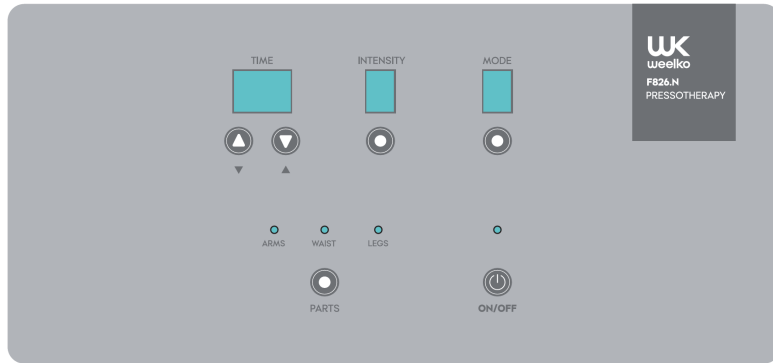 TIME
INTENSITY
MODE
WK
weelko
F826.N
PRESSOTHERAPY
ARMS
WAIST
LEGS
PARTS
ON/OFF